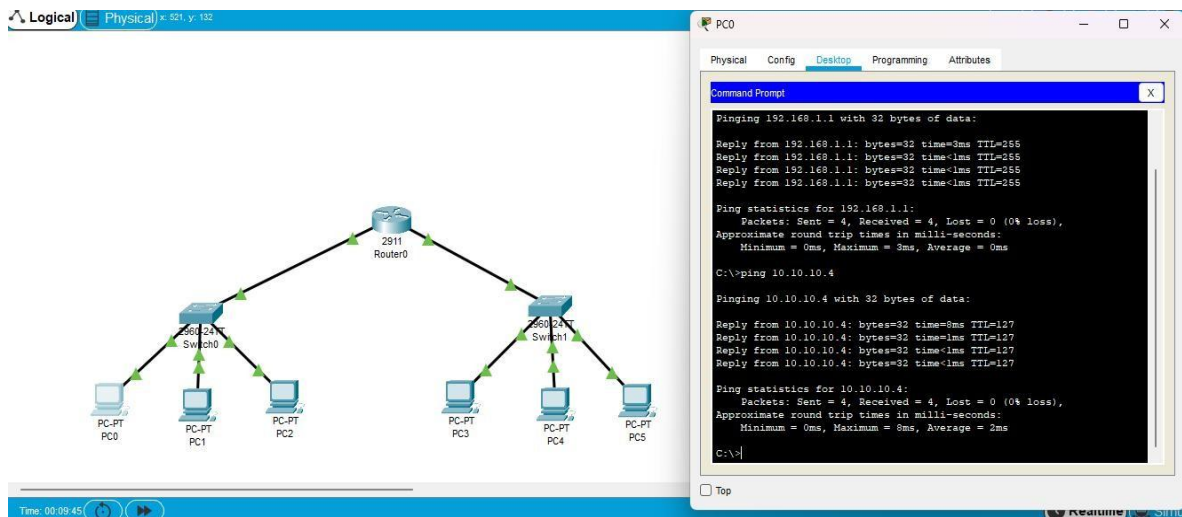 Logical Physical x: 521, y: 132
2911
Router0
2960-24TT
Switch0
2960-24TT
Switch1
PC-PT
PC0
PC-PT
PC1
PC-PT
PC2
PC-PT
PC3
PC-PT
PC4
PC-PT
PC5
Time: 00:09:45
PC0
Physical Config Desktop Programming Attributes
Command Prompt X
Pinging 192.168.1.1 with 32 bytes of data:
Reply from 192.168.1.1: bytes=32 time=3ms TTL=255
Reply from 192.168.1.1: bytes=32 time<1ms TTL=255
Reply from 192.168.1.1: bytes=32 time<1ms TTL=255
Reply from 192.168.1.1: bytes=32 time<1ms TTL=255
Ping statistics for 192.168.1.1:
Packets: Sent = 4, Received = 4, Lost = 0 (0% loss),
Approximate round trip times in milli-seconds:
Minimum = 0ms, Maximum = 3ms, Average = 0ms
C:\>ping 10.10.10.4
Pinging 10.10.10.4 with 32 bytes of data:
Reply from 10.10.10.4: bytes=32 time=8ms TTL=127
Reply from 10.10.10.4: bytes=32 time=1ms TTL=127
Reply from 10.10.10.4: bytes=32 time<1ms TTL=127
Reply from 10.10.10.4: bytes=32 time<1ms TTL=127
Ping statistics for 10.10.10.4:
Packets: Sent = 4, Received = 4, Lost = 0 (0% loss),
Approximate round trip times in milli-seconds:
Minimum = 0ms, Maximum = 8ms, Average = 2ms
C:\>
Top
Realtime